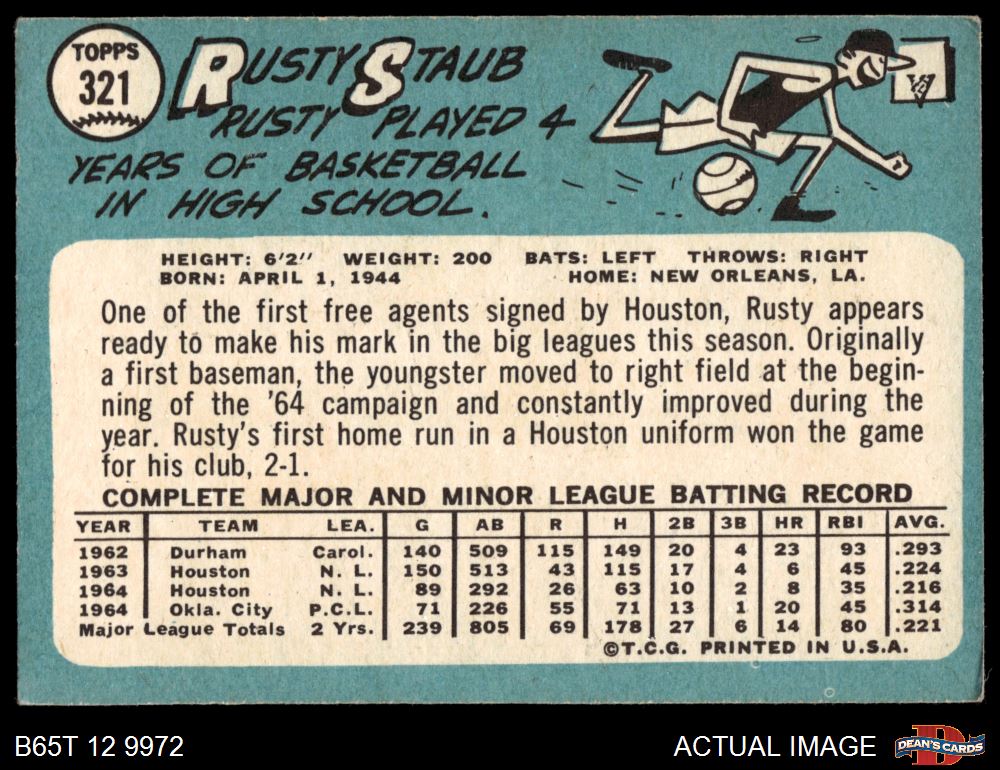 TOPPS
321
RUSTY STAUB
RUSTY PLAYED 4
YEARS OF BASKETBALL
IN HIGH SCHOOL.
HEIGHT: 6'2" WEIGHT: 200 BATS: LEFT THROWS: RIGHT
BORN: APRIL 1, 1944 HOME: NEW ORLEANS, LA.
One of the first free agents signed by Houston, Rusty appears
ready to make his mark in the big leagues this season. Originally
a first baseman, the youngster moved to right field at the begin-
ning of the '64 campaign and constantly improved during the
year. Rusty's first home run in a Houston uniform won the game
for his club, 2-1.
COMPLETE MAJOR AND MINOR LEAGUE BATTING RECORD
YEAR TEAM LEA. G AB R H 2B 3B HR RBI AVG.
1962 Durham Carol. 140 509 115 149 20 4 23 93 .293
1963 Houston N. L. 150 513 43 115 17 4 6 45 .224
1964 Houston N. L. 89 292 26 63 10 2 8 35 .216
1964 Okla. City P.C.L. 71 226 55 71 13 1 20 45 .314
Major League Totals 2 Yrs. 239 805 69 178 27 6 14 80 .221
©T.C.G. PRINTED IN U.S.A.
B65T 12 9972
ACTUAL IMAGE
DEAN'S CARDS